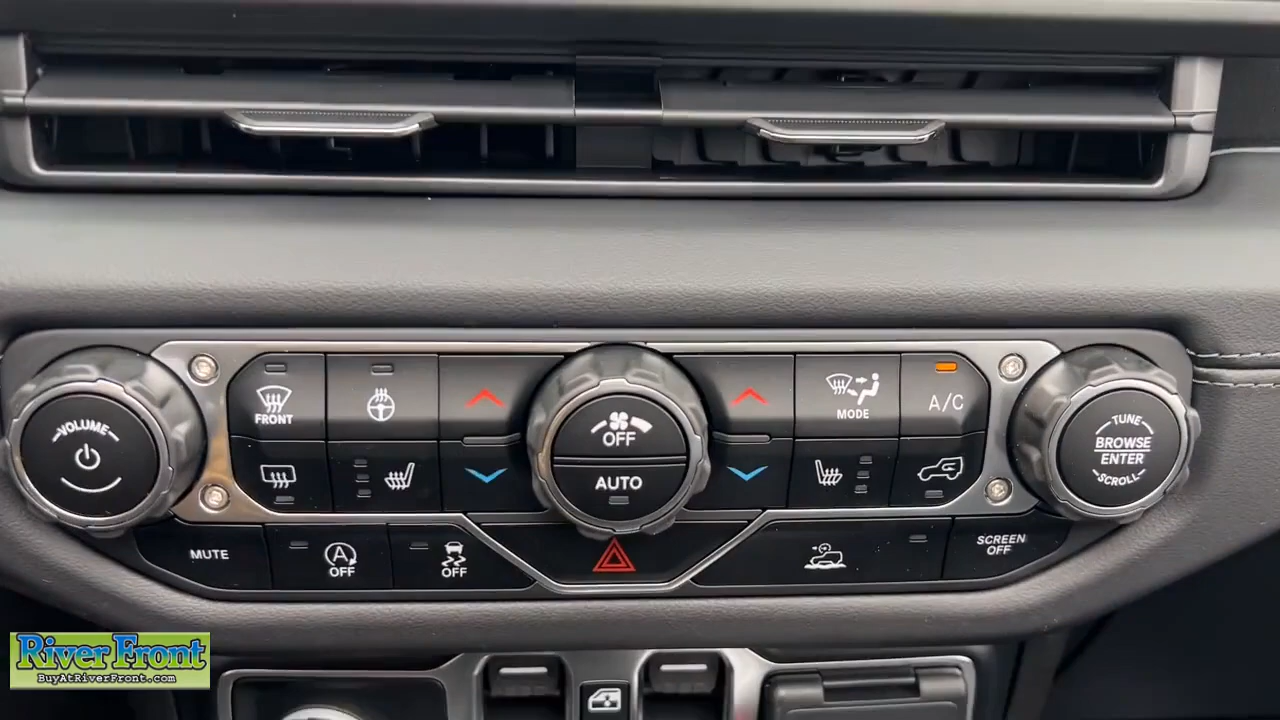 VOLUME
FRONT
OFF
AUTO
MODE
A/C
TUNE
BROWSE
ENTER
SCROLL
MUTE
A
OFF
OFF
SCREEN
OFF
River Front
BuyAtRiverFront.com